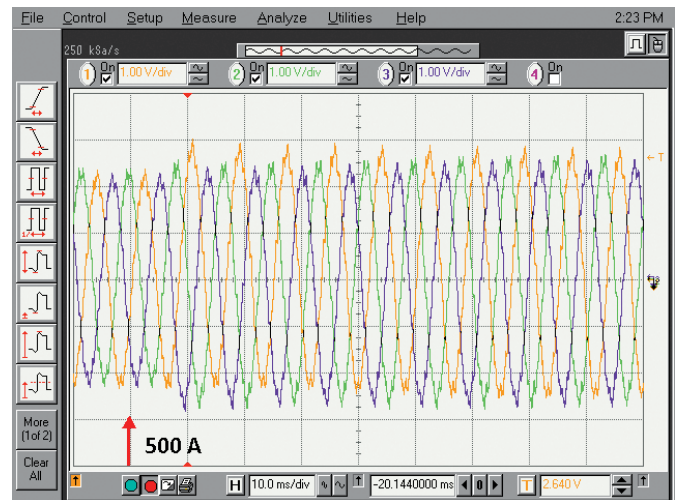 File Control Setup Measure Analyze Utilities Help 2:23 PM
250 kSa/s
1 On 1.00 V/div 2 On 1.00 V/div 3 On 1.00 V/div 4 On
← T
500 A
More
(1of 2)
Clear
All
H 10.0 ms/div -20.1440000 ms 0 T 2.640 V